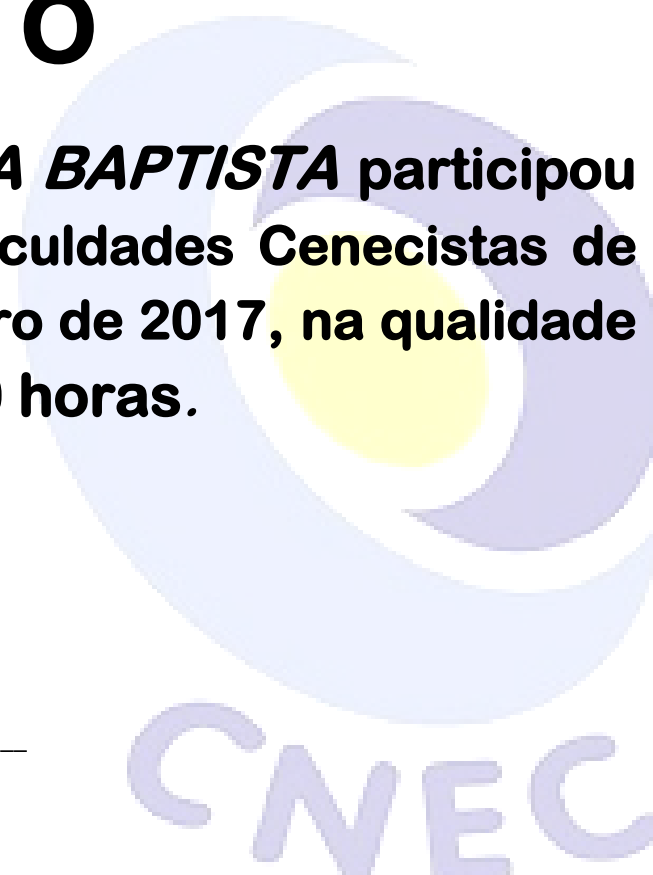 O
A BAPTISTA participou
culdades Cenecistas de
ro de 2017, na qualidade
horas.
CNEC